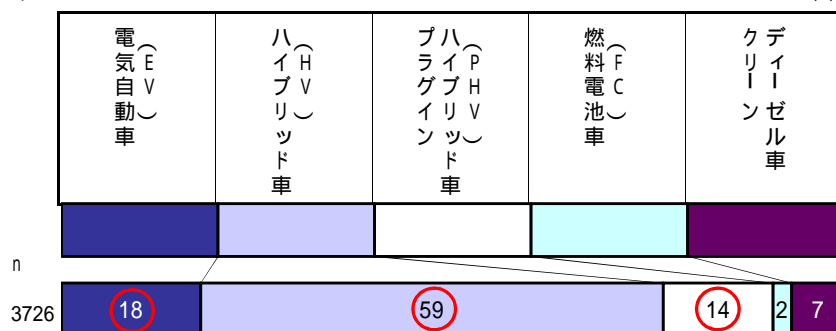 電気自動車
(EV)
ハイブリッド車
(HV)
プラグイン
ハイブリッド車
(PHV)
燃料電池車
(FC)
クリーン
ディーゼル車
n
3726 18 59 14 2 7